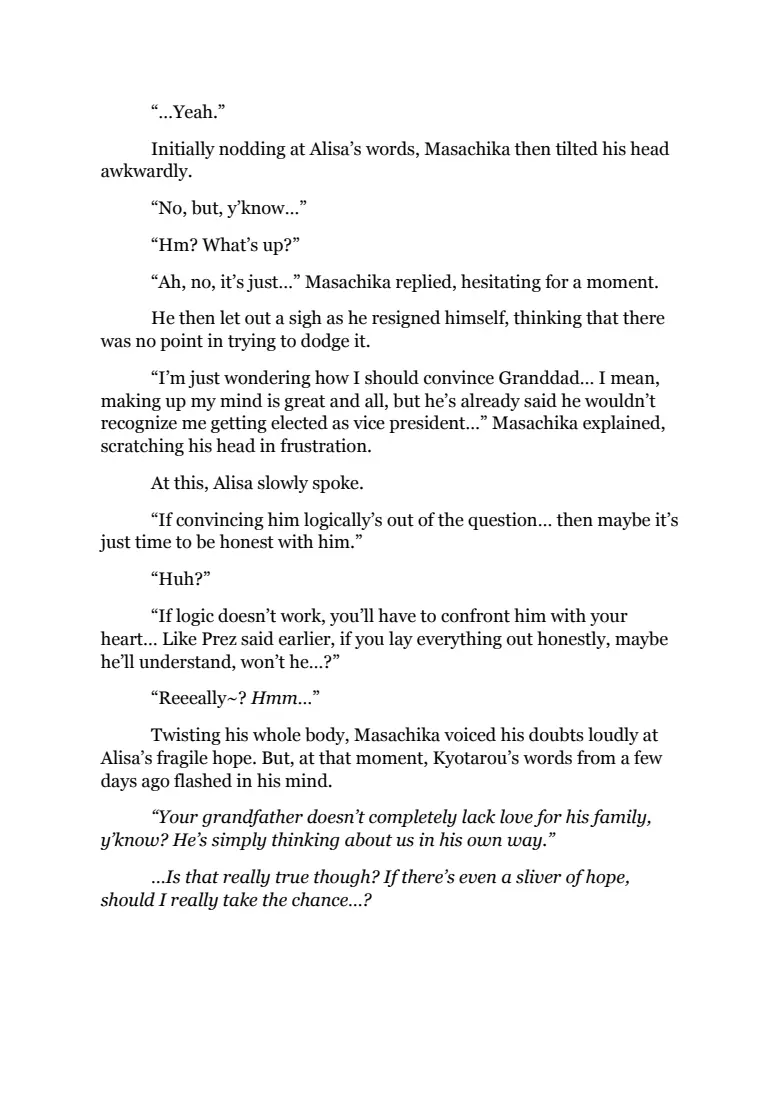 “...Yeah.”
Initially nodding at Alisa’s words, Masachika then tilted his head
awkwardly.
“No, but, y’know...”
“Hm? What’s up?”
“Ah, no, it’s just...” Masachika replied, hesitating for a moment.
He then let out a sigh as he resigned himself, thinking that there
was no point in trying to dodge it.
“I’m just wondering how I should convince Granddad... I mean,
making up my mind is great and all, but he’s already said he wouldn’t
recognize me getting elected as vice president...” Masachika explained,
scratching his head in frustration.
At this, Alisa slowly spoke.
“If convincing him logically’s out of the question... then maybe it’s
just time to be honest with him.”
“Huh?”
“If logic doesn’t work, you’ll have to confront him with your
heart... Like Prez said earlier, if you lay everything out honestly, maybe
he’ll understand, won’t he...?”
“Reeeally~? Hmm...”
Twisting his whole body, Masachika voiced his doubts loudly at
Alisa’s fragile hope. But, at that moment, Kyotarou’s words from a few
days ago flashed in his mind.
“Your grandfather doesn’t completely lack love for his family,
y’know? He’s simply thinking about us in his own way.”
...Is that really true though? If there’s even a sliver of hope,
should I really take the chance...?